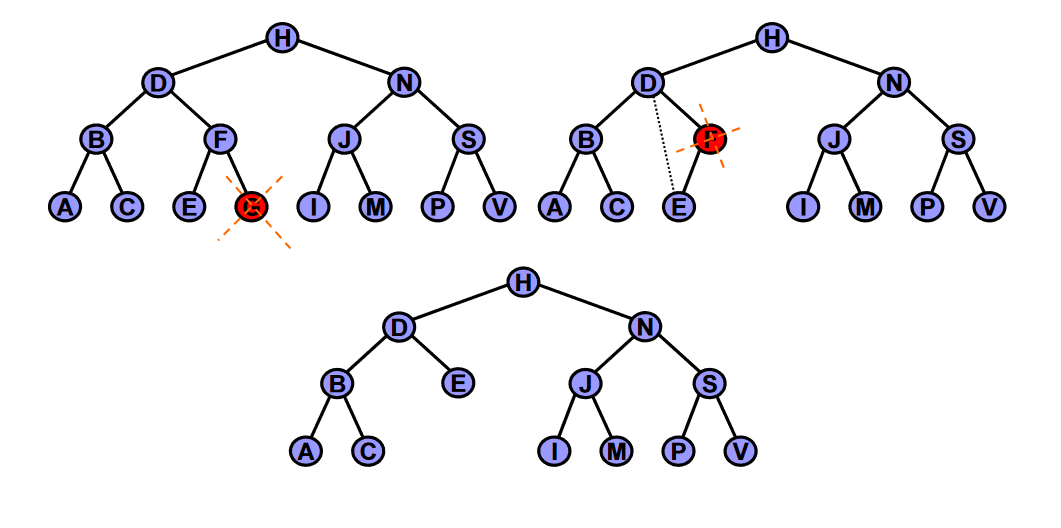 H
D N
B F J S
A C E G I M P V
H
D N
B F J S
A C E I M P V
H
D N
B E J S
A C I M P V